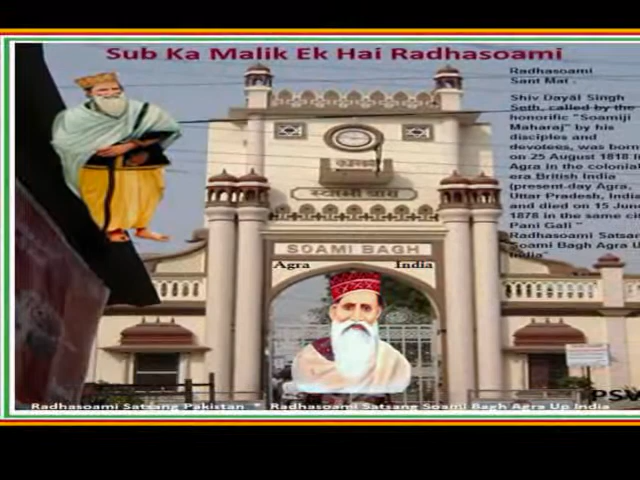 Sub Ka Malik Ek Hai Radhasoami
Radhasoami
Sant Mat .
Shiv Dayal Singh
Seth, called by the
honorific "Soamiji
Maharaj" by his
disciples and
devotees, was born
on 25 August 1818 i
Agra in the colonial
era British India
(present-day Agra,
Uttar Pradesh, India
and died on 15 June
1878 in the same ci
Pani Gali "
Radhasoami Satsan
Soami Bagh Agra U
India"
स्वामी बाग
SOAMI BAGH
Agra India
PSV
Radhasoami Satsang Pakistan " Radhasoami Satsang Soami Bagh Agra Up India